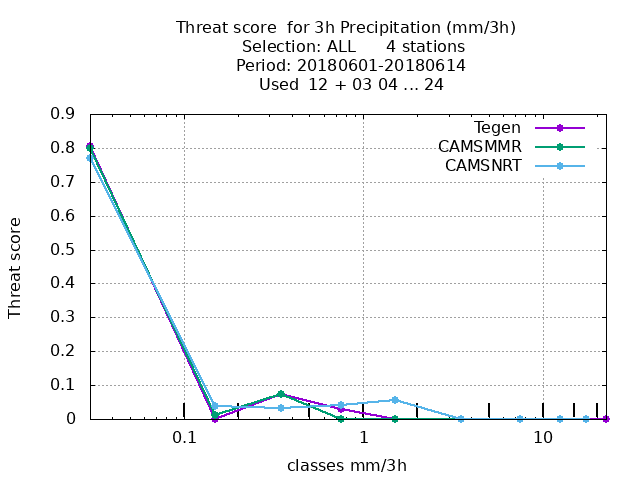 Threat score  for 3h Precipitation (mm/3h)
Selection: ALL      4 stations
Period: 20180601-20180614
Used  12 + 03 04 ... 24
0.9
0.8
0.7
0.6
0.5
0.4
0.3
0.2
0.1
0
Threat score
Tegen
CAMSMMR
CAMSNRT
0.1
1
10
classes mm/3h